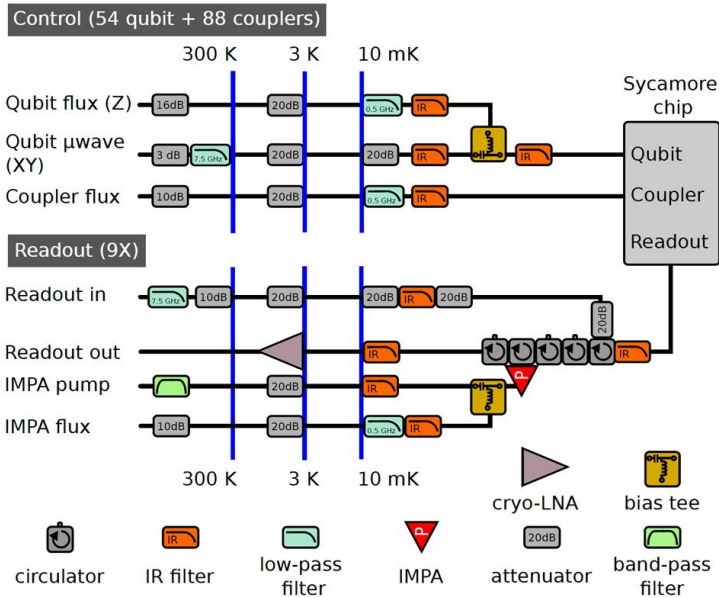 Control (54 qubit + 88 couplers)
300 K 3 K 10 mK
Sycamore
chip
Qubit flux (Z) 16dB 20dB 0.5 GHz IR
Qubit μwave
(XY) 3 dB 7.5 GHz 20dB 20dB IR IR Qubit
Coupler flux 10dB 20dB 0.5 GHz IR Coupler
Readout
Readout (9X)
Readout in 7.5 GHz 10dB 20dB 20dB IR 20dB
20dB
Readout out IR IR
IMPA pump 20dB IR P
IMPA flux 10dB 20dB 0.5 GHz IR
300 K 3 K 10 mK
cryo-LNA bias tee
IR P 20dB
circulator IR filter low-pass
filter IMPA attenuator band-pass
filter